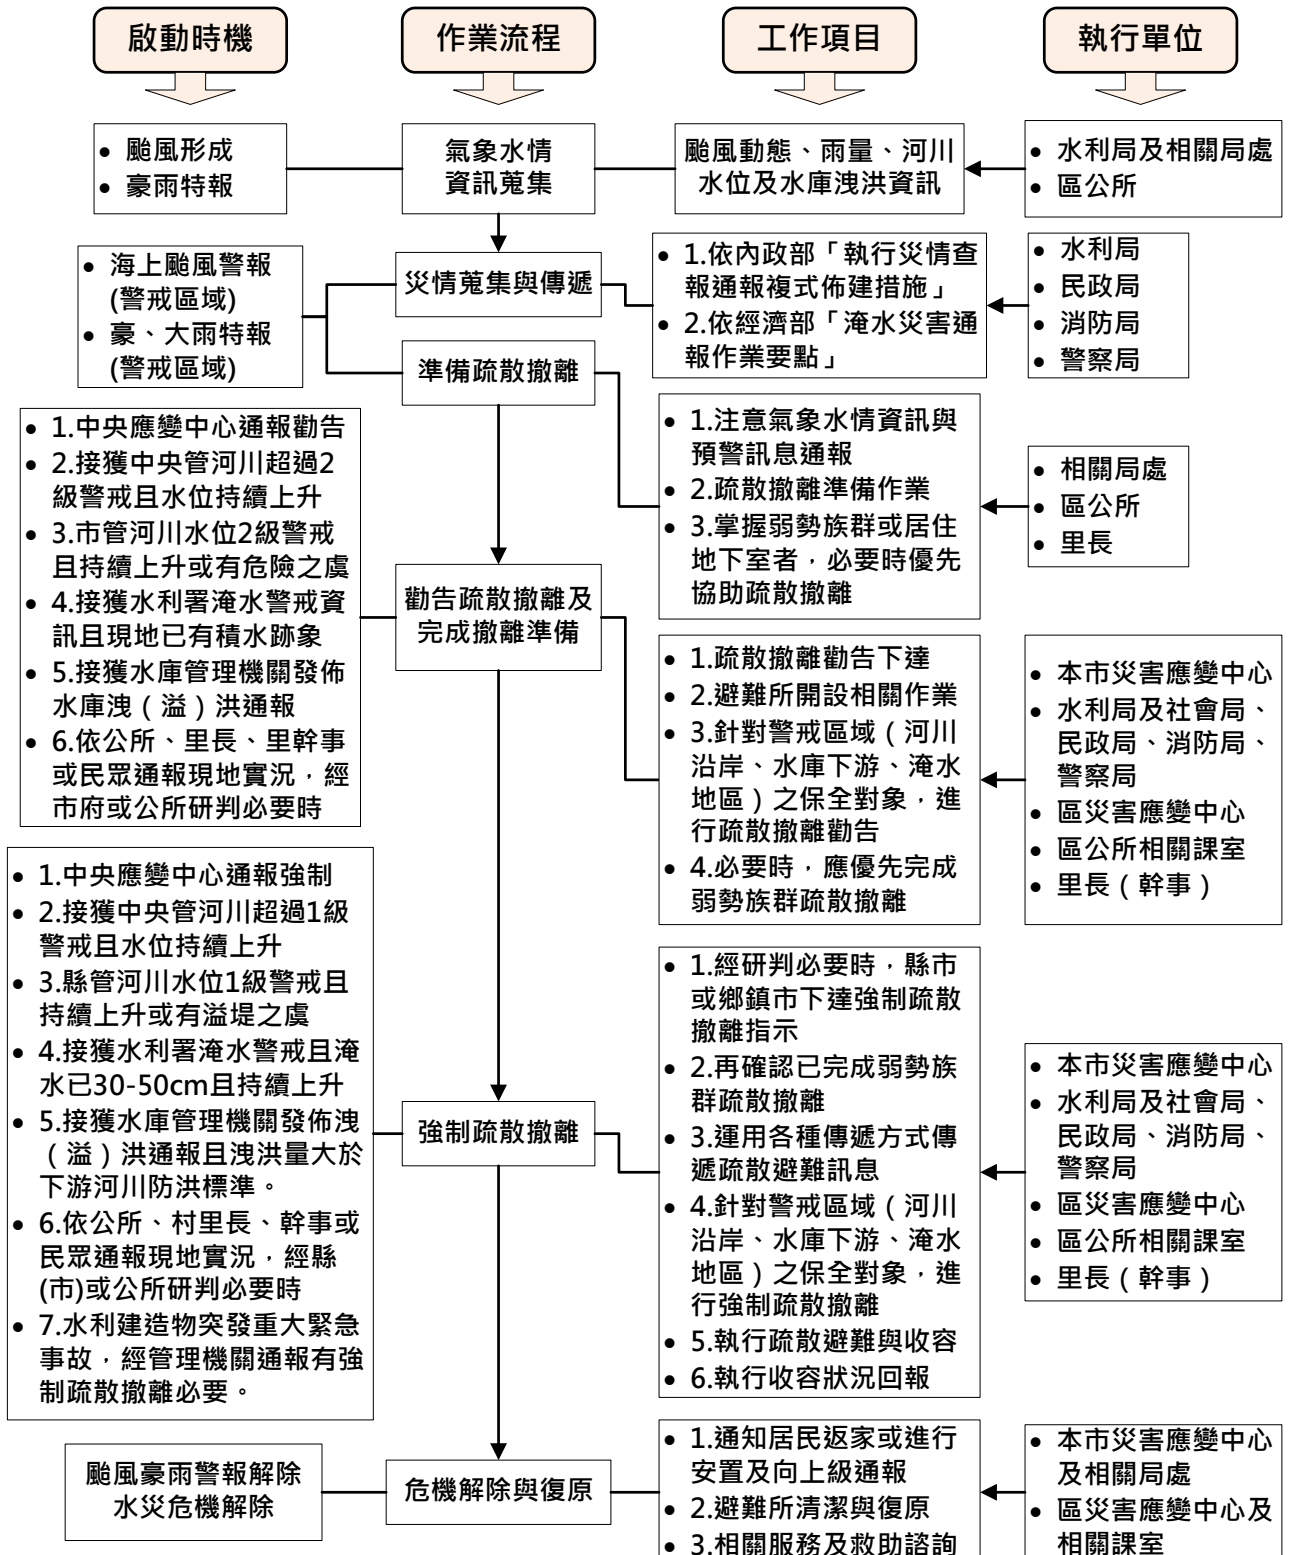 啟動時機
作業流程
工作項目
執行單位
• 颱風形成
• 豪雨特報
氣象水情
資訊蒐集
颱風動態、雨量、河川
水位及水庫洩洪資訊
• 水利局及相關局處
• 區公所
• 海上颱風警報
(警戒區域)
• 豪、大雨特報
(警戒區域)
災情蒐集與傳遞
• 1.依內政部「執行災情查
報通報複式佈建措施」
• 2.依經濟部「淹水災害通
報作業要點」
• 水利局
• 民政局
• 消防局
• 警察局
準備疏散撤離
• 1.注意氣象水情資訊與
預警訊息通報
• 2.疏散撤離準備作業
• 3.掌握弱勢族群或居住
地下室者，必要時優先
協助疏散撤離
• 相關局處
• 區公所
• 里長
• 1.中央應變中心通報勸告
• 2.接獲中央管河川超過2
級警戒且水位持續上升
• 3.市管河川水位2級警戒
且持續上升或有危險之虞
• 4.接獲水利署淹水警戒資
訊且現地已有積水跡象
• 5.接獲水庫管理機關發佈
水庫洩（溢）洪通報
• 6.依公所、里長、里幹事
或民眾通報現地實況，經
市府或公所研判必要時
勸告疏散撤離及
完成撤離準備
• 1.疏散撤離勸告下達
• 2.避難所開設相關作業
• 3.針對警戒區域（河川
沿岸、水庫下游、淹水
地區）之保全對象，進
行疏散撤離勸告
• 4.必要時，應優先完成
弱勢族群疏散撤離
• 本市災害應變中心
• 水利局及社會局、
民政局、消防局、
警察局
• 區災害應變中心
• 區公所相關課室
• 里長（幹事）
• 1.中央應變中心通報強制
• 2.接獲中央管河川超過1級
警戒且水位持續上升
• 3.縣管河川水位1級警戒且
持續上升或有溢堤之虞
• 4.接獲水利署淹水警戒且淹
水已30-50cm且持續上升
• 5.接獲水庫管理機關發佈洩
（溢）洪通報且洩洪量大於
下游河川防洪標準。
• 6.依公所、村里長、幹事或
民眾通報現地實況，經縣
(市)或公所研判必要時
• 7.水利建造物突發重大緊急
事故，經管理機關通報有強
制疏散撤離必要。
強制疏散撤離
• 1.經研判必要時，縣市
或鄉鎮市下達強制疏散
撤離指示
• 2.再確認已完成弱勢族
群疏散撤離
• 3.運用各種傳遞方式傳
遞疏散避難訊息
• 4.針對警戒區域（河川
沿岸、水庫下游、淹水
地區）之保全對象，進
行強制疏散撤離
• 5.執行疏散避難與收容
• 6.執行收容狀況回報
• 本市災害應變中心
• 水利局及社會局、
民政局、消防局、
警察局
• 區災害應變中心
• 區公所相關課室
• 里長（幹事）
颱風豪雨警報解除
水災危機解除
危機解除與復原
• 1.通知居民返家或進行
安置及向上級通報
• 2.避難所清潔與復原
• 3.相關服務及救助諮詢
• 本市災害應變中心
及相關局處
• 區災害應變中心及
相關課室